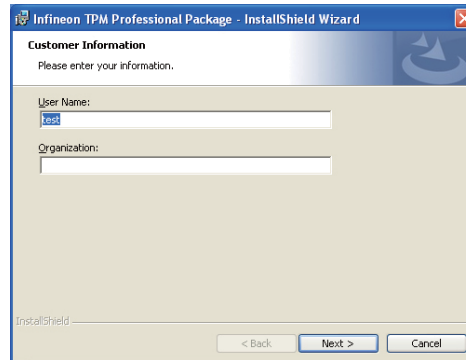 Infineon TPM Professional Package - InstallShield Wizard
Customer Information
Please enter your information.
User Name:
test
Organization:
InstallShield
< Back Next > Cancel